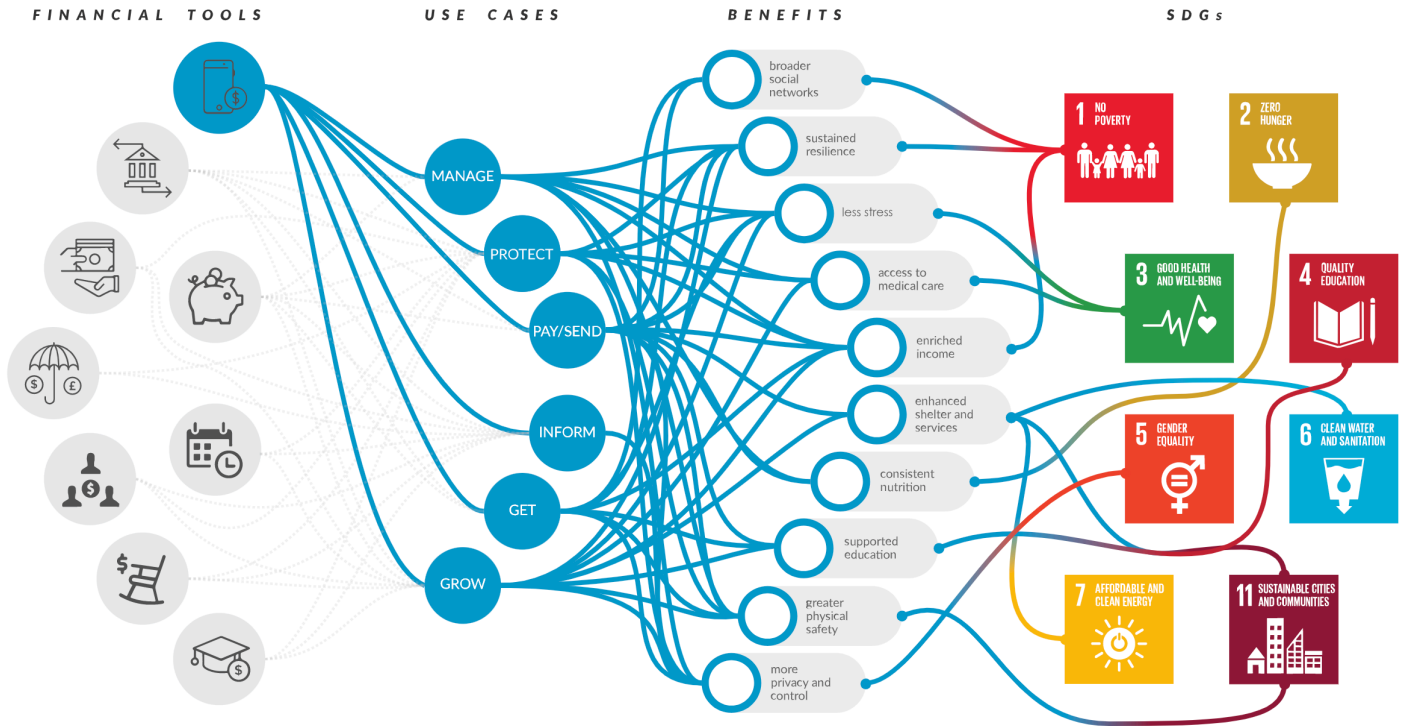 FINANCIAL TOOLS
USE CASES
BENEFITS
SDGs
$
$
£
$
$
$
MANAGE
PROTECT
PAY/SEND
INFORM
GET
GROW
broader
social
networks
sustained
resilience
less stress
access to
medical care
enriched
income
enhanced
shelter and
services
consistent
nutrition
supported
education
greater
physical
safety
more
privacy and
control
1 NO
POVERTY
2 ZERO
HUNGER
3 GOOD HEALTH
AND WELL-BEING
4 QUALITY
EDUCATION
5 GENDER
EQUALITY
6 CLEAN WATER
AND SANITATION
7 AFFORDABLE AND
CLEAN ENERGY
11 SUSTAINABLE CITIES
AND COMMUNITIES